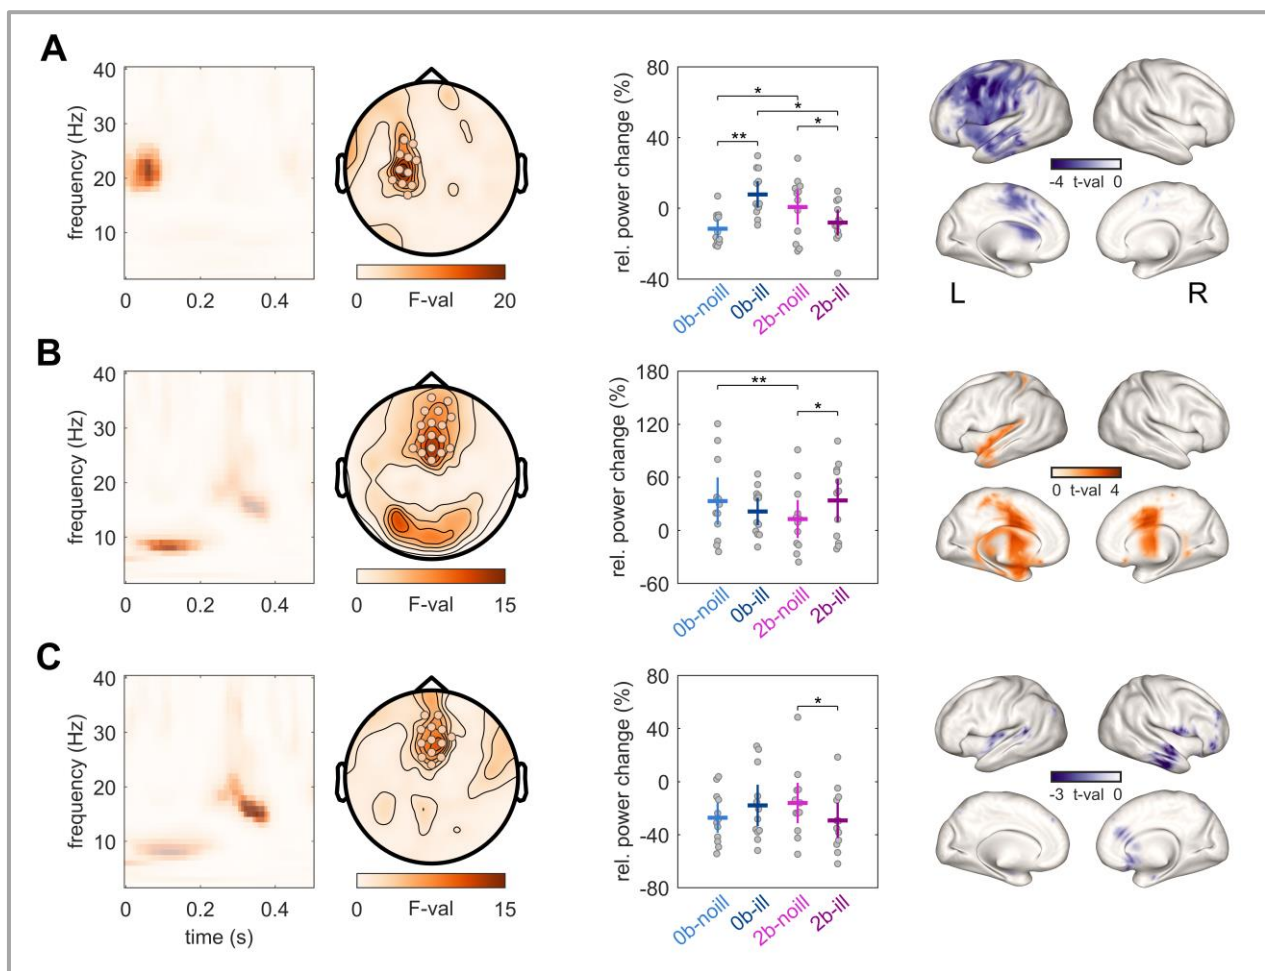 A
frequency (Hz)
40
30
20
10
0 0.2 0.4
0 F-val 20
rel. power change (%)
80
40
0
-40
*
*
*
**
0b-noill
0b-ill
2b-noill
2b-ill
-4 t-val 0
L R
B
frequency (Hz)
40
30
20
10
0 0.2 0.4
0 F-val 15
rel. power change (%)
180
120
60
0
-60
**
*
0b-noill
0b-ill
2b-noill
2b-ill
0 t-val 4
C
frequency (Hz)
40
30
20
10
0 0.2 0.4
time (s)
0 F-val 15
rel. power change (%)
80
40
0
-40
-80
*
0b-noill
0b-ill
2b-noill
2b-ill
-3 t-val 0